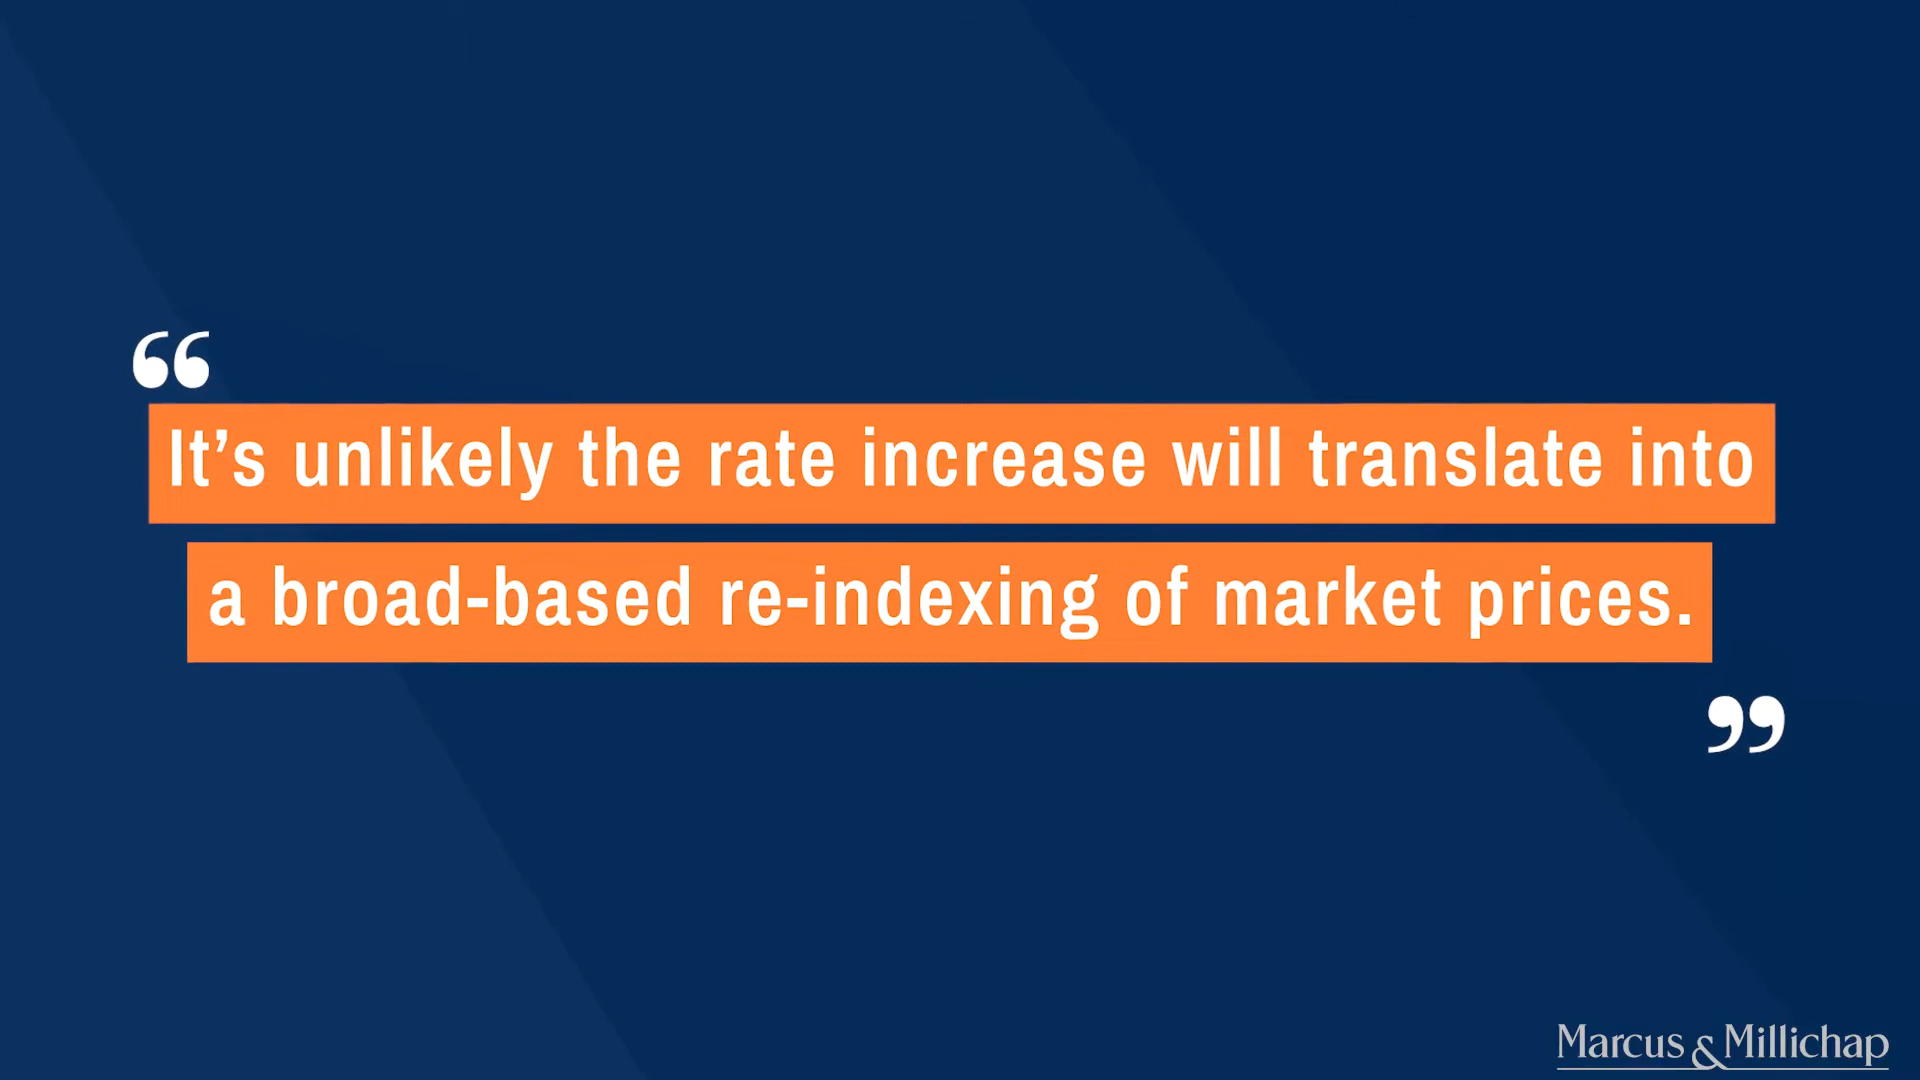 “
It’s unlikely the rate increase will translate into
a broad-based re-indexing of market prices.
”
Marcus & Millichap